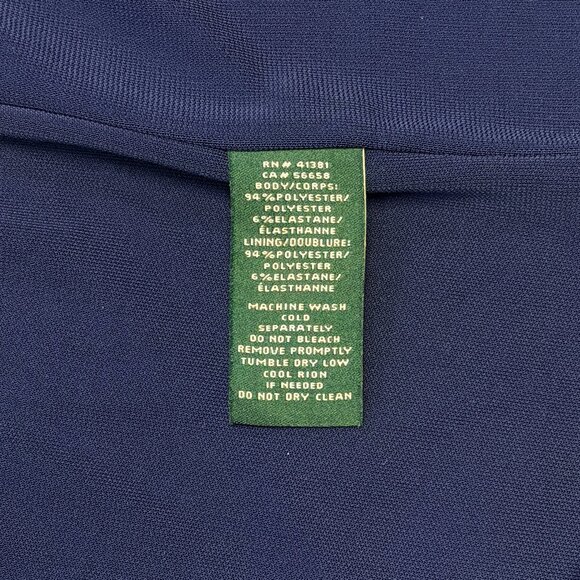 RN# 41381
CA# 56658
BODY/CORPS:
94%POLYESTER/
POLYESTER
6%ELASTANE/
ÉLASTHANNE
LINING/DOUBLURE:
94%POLYESTER/
POLYESTER
6%ELASTANE/
ÉLASTHANNE
MACHINE WASH
COLD
SEPARATELY
DO NOT BLEACH
REMOVE PROMPTLY
TUMBLE DRY LOW
COOL RION
IF NEEDED
DO NOT DRY CLEAN